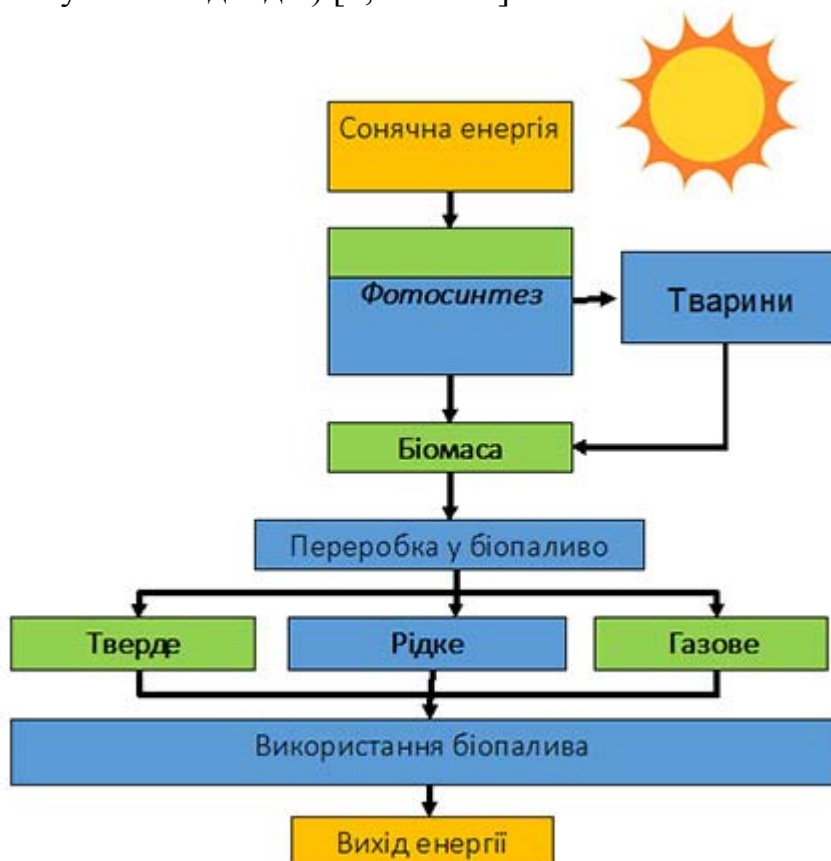 Сонячна енергія
Фотосинтез
Тварини
Біомаса
Переробка у біопаливо
Тверде Рідке Газове
Використання біопалива
Вихід енергії